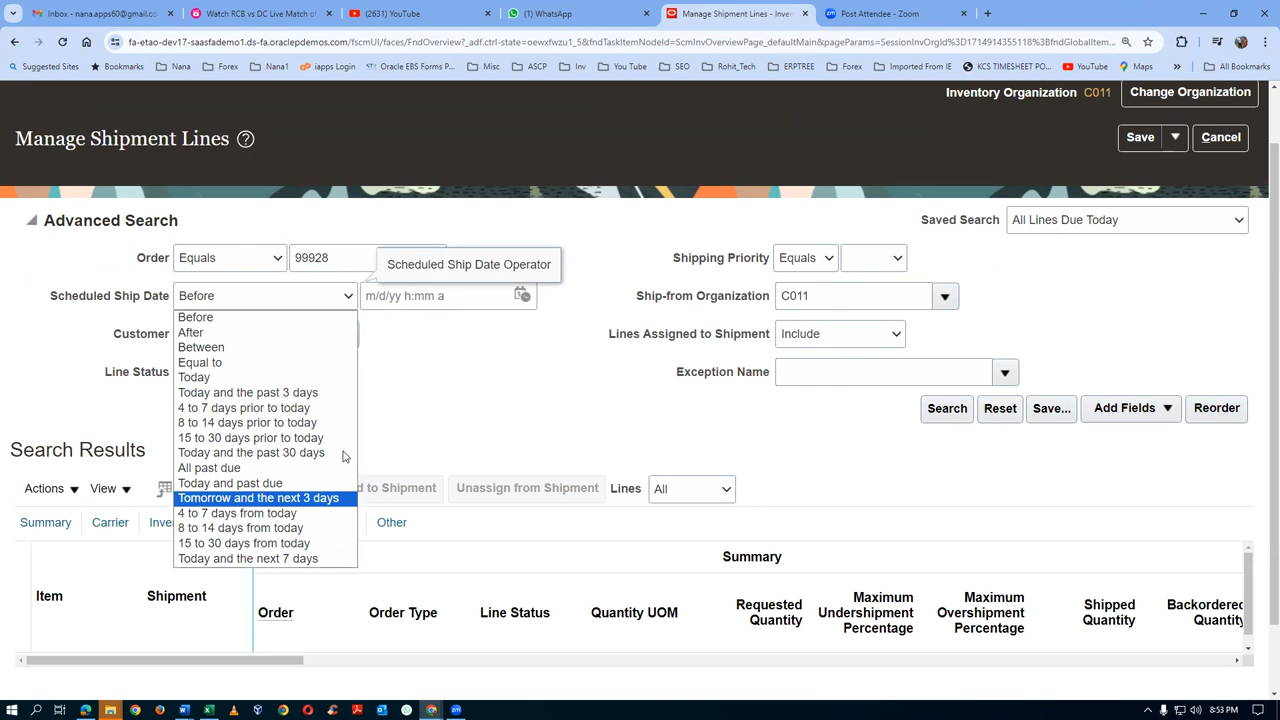 Inbox - nana.apps60@gmail.co
Watch RCB vs DC Live Match of
(2631) YouTube
(1) WhatsApp
Manage Shipment Lines - Inven
Post Attendee - Zoom
fa-etao-dev17-saasfademo1.ds-fa.oraclepdemos.com/fscmUI/faces/FndOverview?_adf.ctrl-state=oewxfwzu1_5&fndTaskItemNodeId=ScmInvOverviewPage_defaultMain&pageParams=SessionInvOrgId%3D1714914355118%3BfndGlobalItem...
Suggested Sites
Bookmarks
Nana
Forex
Nana1
iapps Login
Oracle EBS Forms P...
Misc
ASCP
Inv
You Tube
SEO
Rohit_Tech
ERPTREE
Forex
Imported From IE
KCS TIMESHEET PO...
YouTube
Maps
All Bookmarks
Inventory Organization C011
Change Organization
Manage Shipment Lines
Save
Cancel
Advanced Search
Saved Search
All Lines Due Today
Order
Equals
99928
Scheduled Ship Date Operator
Shipping Priority
Equals
Scheduled Ship Date
Before
m/d/yy h:mm a
Ship-from Organization
C011
Before
After
Between
Equal to
Today
Today and the past 3 days
4 to 7 days prior to today
8 to 14 days prior to today
15 to 30 days prior to today
Today and the past 30 days
All past due
Today and past due
Tomorrow and the next 3 days
4 to 7 days from today
8 to 14 days from today
15 to 30 days from today
Today and the next 7 days
Customer
Lines Assigned to Shipment
Include
Line Status
Exception Name
Search
Reset
Save...
Add Fields
Reorder
Search Results
Actions
View
d to Shipment
Unassign from Shipment
Lines
All
Summary
Carrier
Inve
Other
Summary
Item
Shipment
Order
Order Type
Line Status
Quantity UOM
Requested Quantity
Maximum Undershipment Percentage
Maximum Overshipment Percentage
Shipped Quantity
Backordered Quantity
8:53 PM